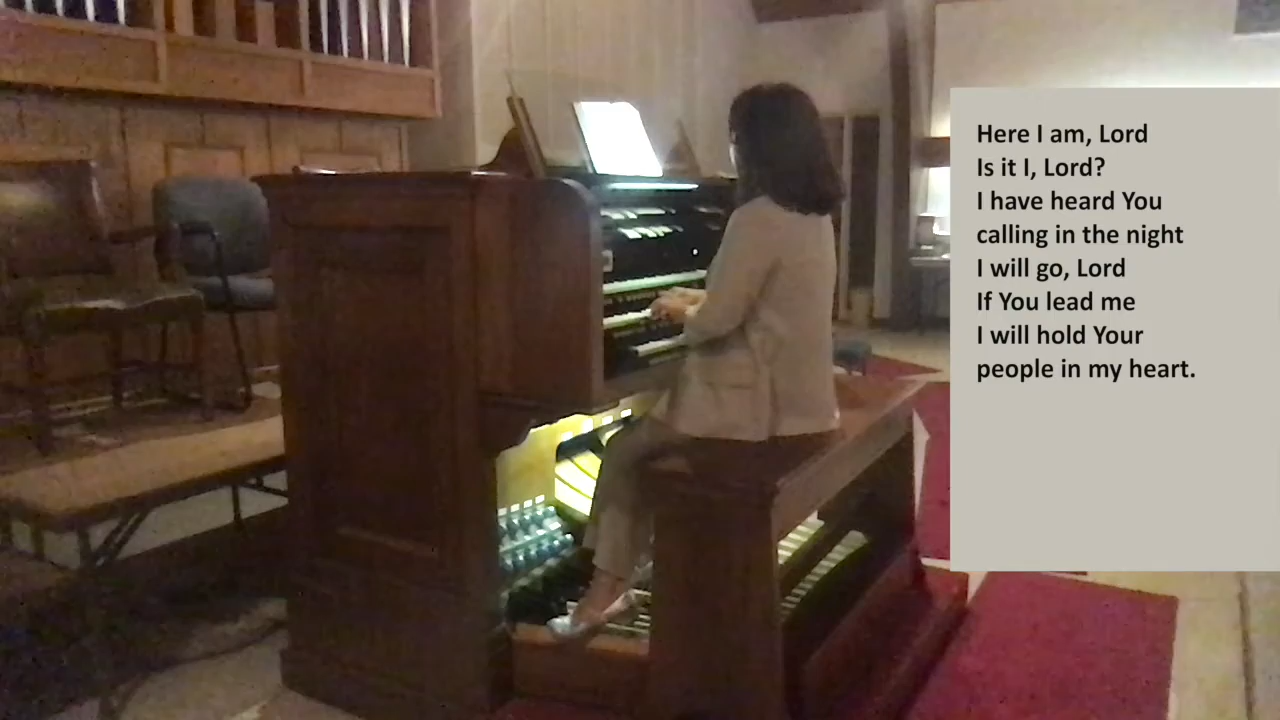 Here I am, Lord
Is it I, Lord?
I have heard You
calling in the night
I will go, Lord
If You lead me
I will hold Your
people in my heart.